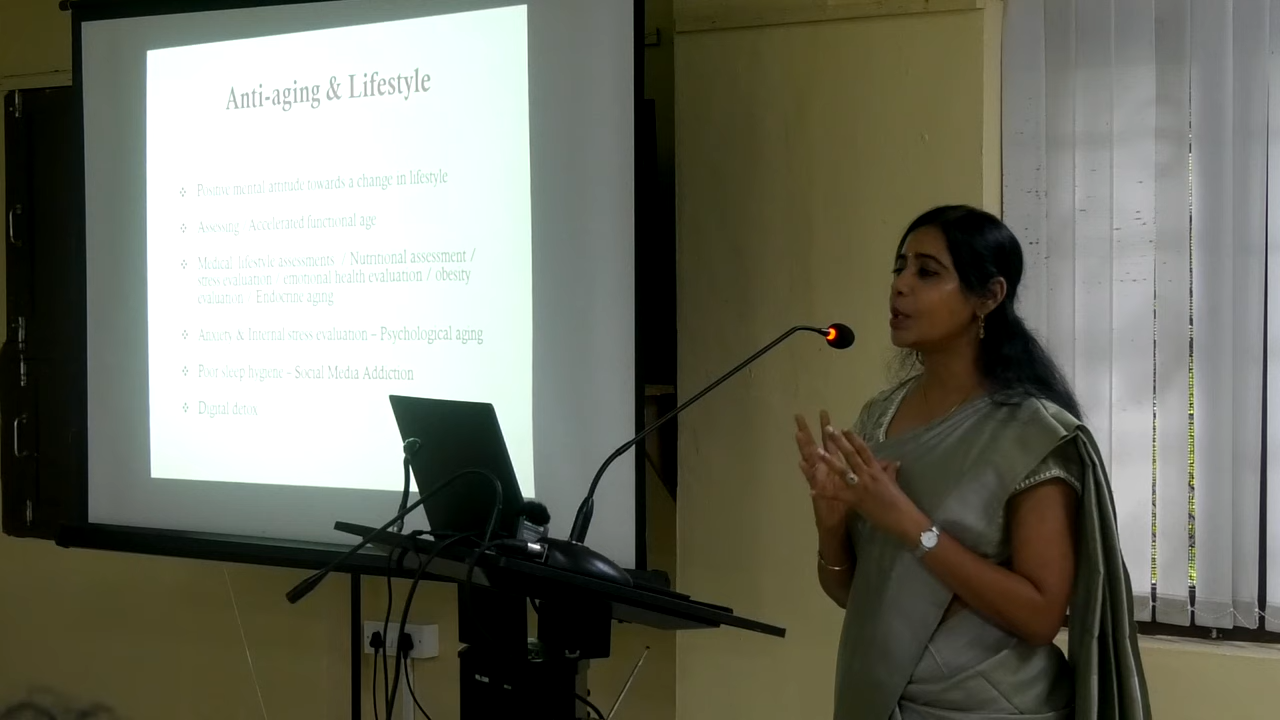 Anti-aging & Lifestyle
Positive mental attitude towards a change in lifestyle
Assessing Accelerated functional age
Medical lifestyle assessments / Nutritional assessment /
stress evaluation emotional health evaluation / obesity
evaluation Endocrine aging
Anxiety & Internal stress evaluation – Psychological aging
Poor sleep hygiene – Social Media Addiction
Digital detox